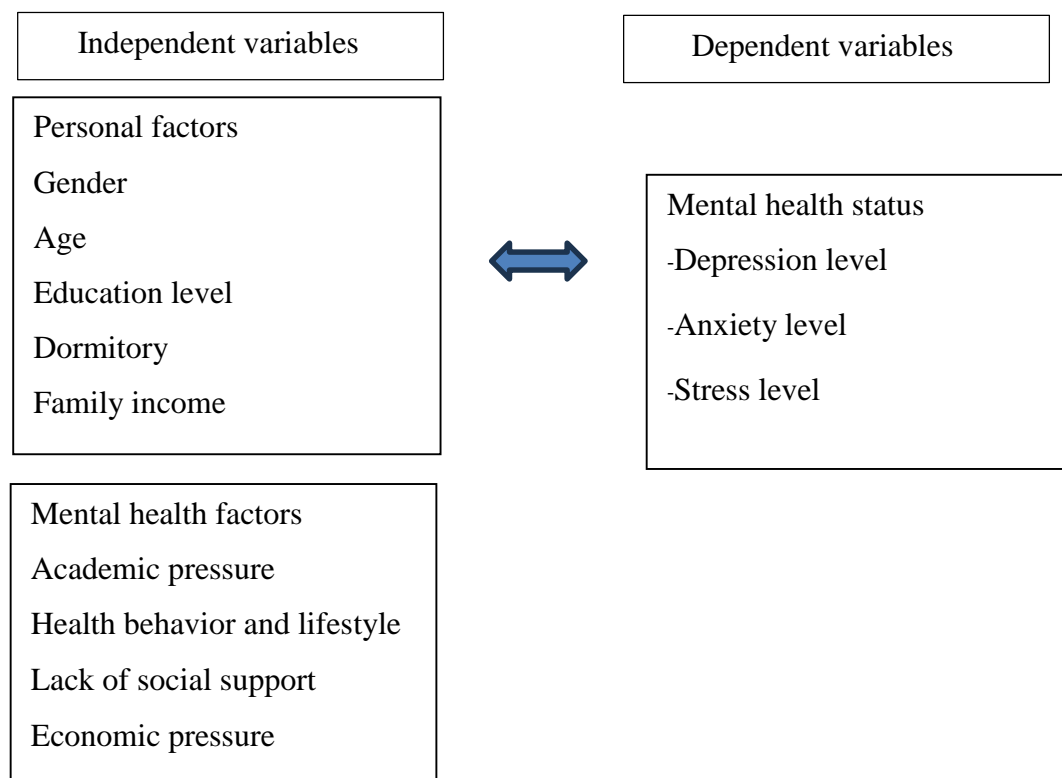 Independent variables
Dependent variables
Personal factors
Gender
Age
Education level
Dormitory
Family income
Mental health status
-Depression level
-Anxiety level
-Stress level
Mental health factors
Academic pressure
Health behavior and lifestyle
Lack of social support
Economic pressure